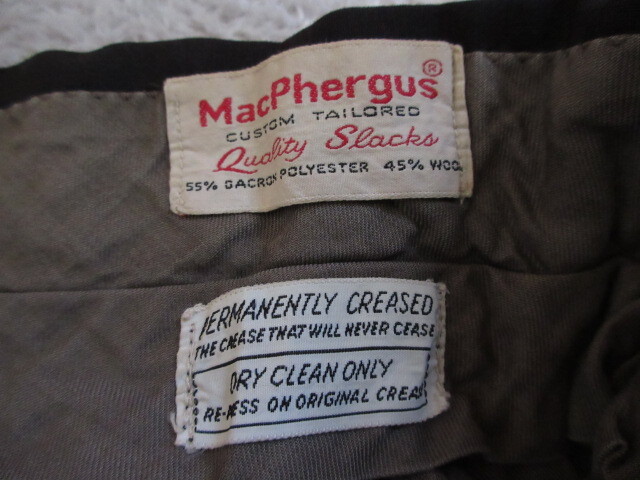 MacPhergus®
CUSTOM TAILORED
Quality Slacks
55% DACRON POLYESTER 45% WOOL
PERMANENTLY CREASED
THE CREASE THAT WILL NEVER CEASE
DRY CLEAN ONLY
RE-PRESS ON ORIGINAL CREASE